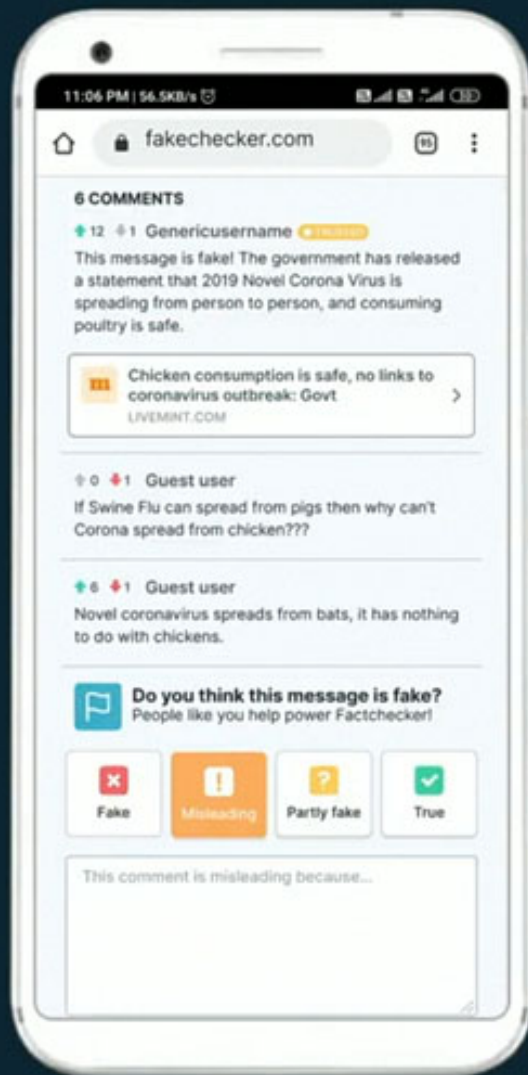 11:06 PM | 56.5KB/s
fakechecker.com
95
6 COMMENTS
12 1 Genericusername TRUSTED
This message is fake! The government has released
a statement that 2019 Novel Corona Virus is
spreading from person to person, and consuming
poultry is safe.
m
Chicken consumption is safe, no links to
coronavirus outbreak: Govt
LIVEMINT.COM
0 1 Guest user
If Swine Flu can spread from pigs then why can't
Corona spread from chicken???
6 1 Guest user
Novel coronavirus spreads from bats, it has nothing
to do with chickens.
Do you think this message is fake?
People like you help power Factchecker!
Fake
Misleading
Partly fake
True
This comment is misleading because...